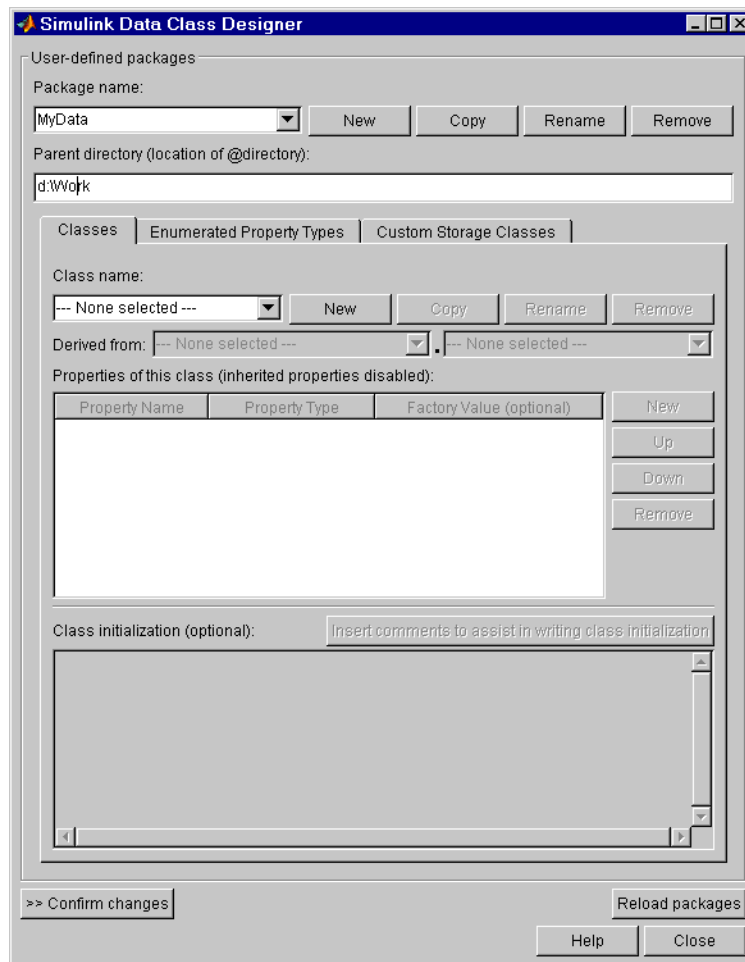 Simulink Data Class Designer
User-defined packages
Package name:
MyData New Copy Rename Remove
Parent directory (location of @directory):
d:\Work
Classes Enumerated Property Types Custom Storage Classes
Class name:
--- None selected --- New Copy Rename Remove
Derived from: --- None selected --- . --- None selected ---
Properties of this class (inherited properties disabled):
Property Name Property Type Factory Value (optional) New
Up
Down
Remove
Class initialization (optional): Insert comments to assist in writing class initialization
>> Confirm changes Reload packages
Help Close